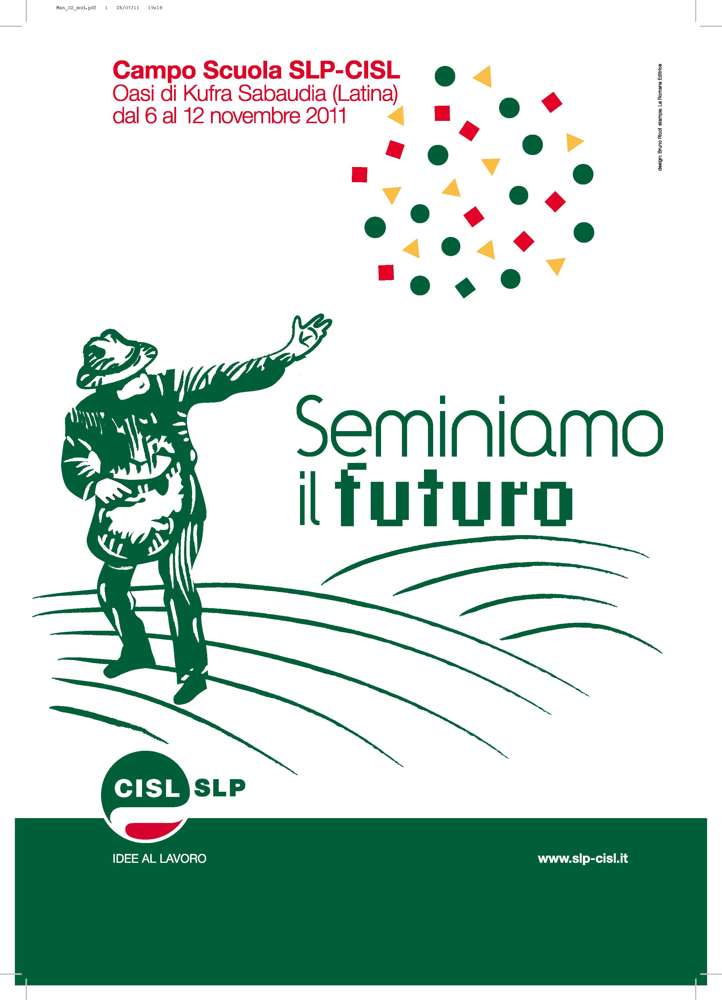 Man_02_mod.pdf 1 25/07/11 19:18
Campo Scuola SLP-CISL
Oasi di Kufra Sabaudia (Latina)
dal 6 al 12 novembre 2011
design: Bruno Ricci stampa: La Romana Editrice
Seminiamo
il futuro
CISL SLP
IDEE AL LAVORO
www.slp-cisl.it